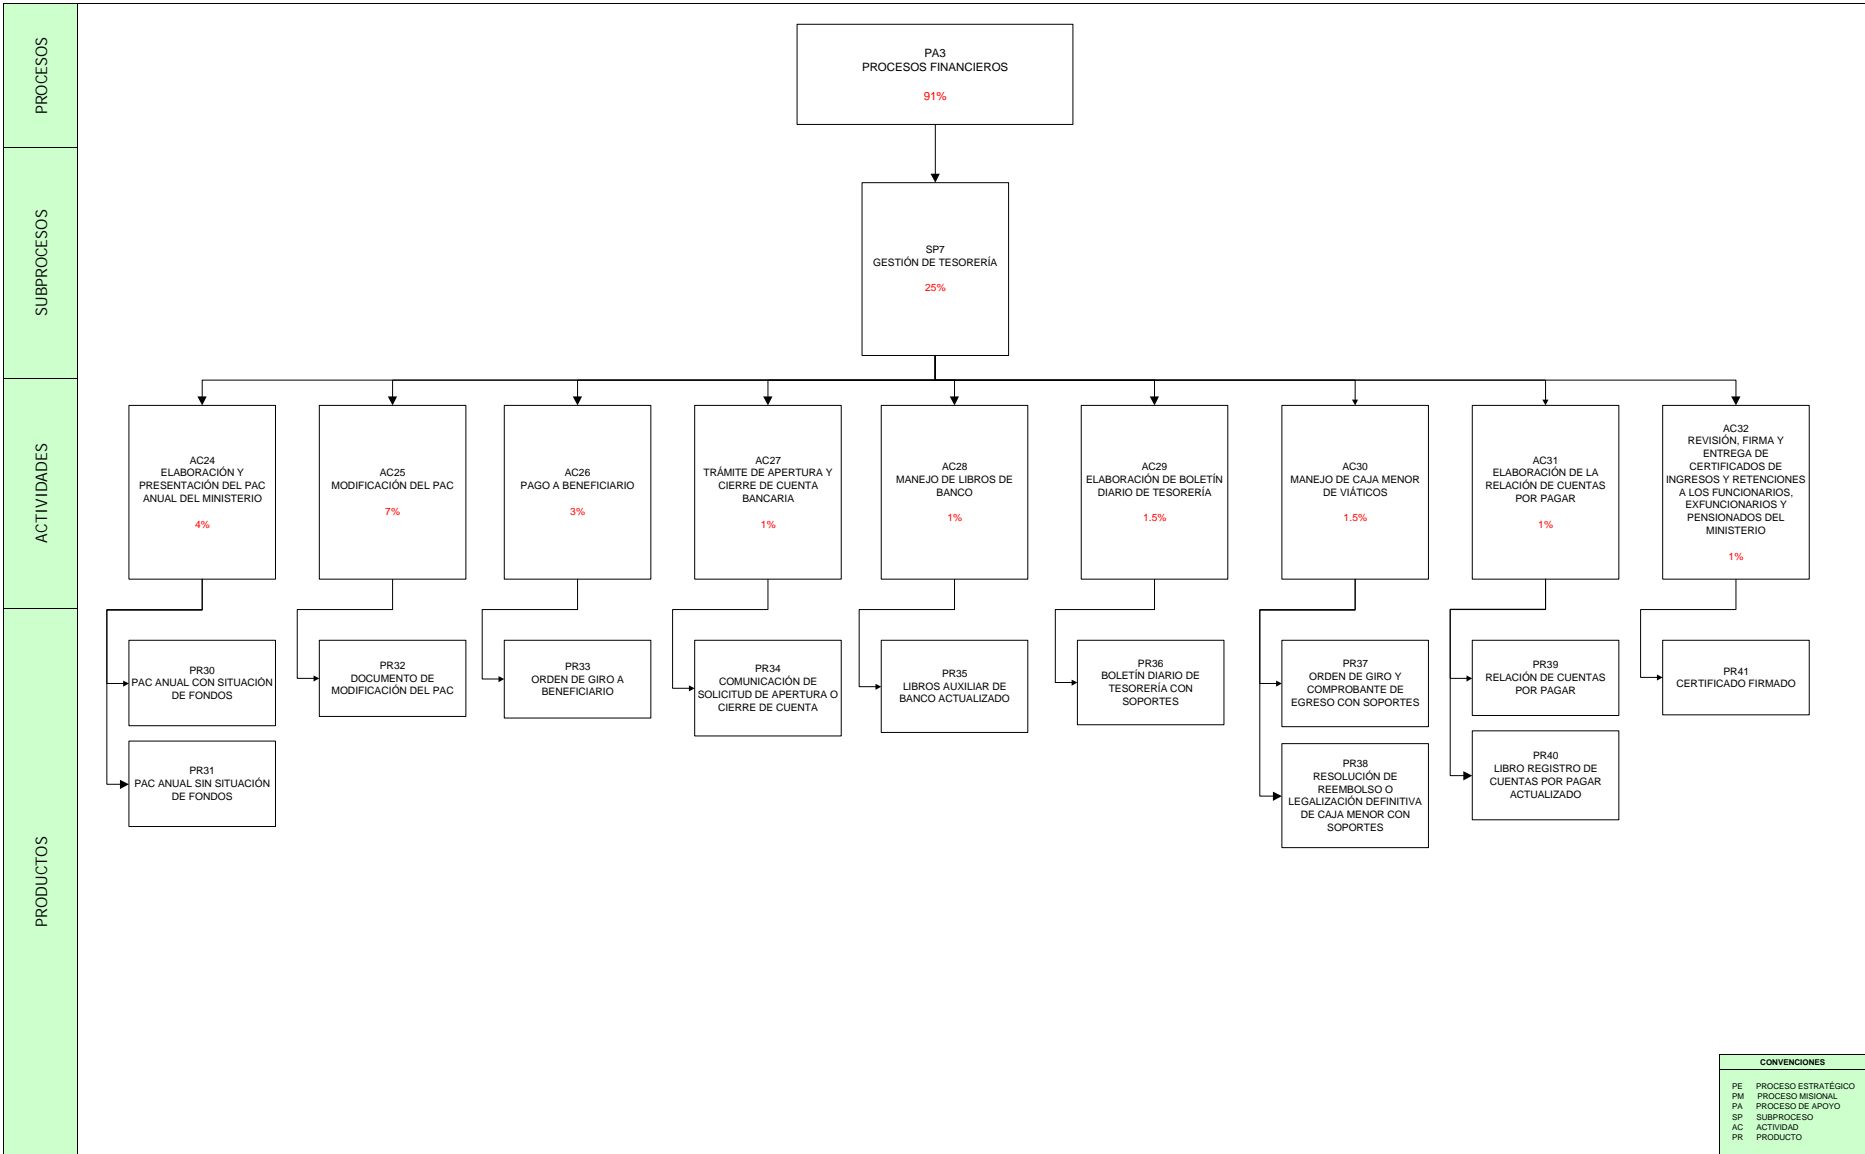 PROCESOS
PA3
PROCESOS FINANCIEROS
91%
SUBPROCESOS
SP7
GESTIÓN DE TESORERÍA
25%
ACTIVIDADES
AC24
ELABORACIÓN Y
PRESENTACIÓN DEL PAC
ANUAL DEL MINISTERIO
4%
AC25
MODIFICACIÓN DEL PAC
7%
AC26
PAGO A BENEFICIARIO
3%
AC27
TRÁMITE DE APERTURA Y
CIERRE DE CUENTA
BANCARIA
1%
AC28
MANEJO DE LIBROS DE
BANCO
1%
AC29
ELABORACIÓN DE BOLETÍN
DIARIO DE TESORERÍA
1.5%
AC30
MANEJO DE CAJA MENOR
DE VIÁTICOS
1.5%
AC31
ELABORACIÓN DE LA
RELACIÓN DE CUENTAS
POR PAGAR
1%
AC32
REVISIÓN, FIRMA Y
ENTREGA DE
CERTIFICADOS DE
INGRESOS Y RETENCIONES
A LOS FUNCIONARIOS,
EXFUNCIONARIOS Y
PENSIONADOS DEL
MINISTERIO
1%
PRODUCTOS
PR30
PAC ANUAL CON SITUACIÓN
DE FONDOS
PR31
PAC ANUAL SIN SITUACIÓN
DE FONDOS
PR32
DOCUMENTO DE
MODIFICACIÓN DEL PAC
PR33
ORDEN DE GIRO A
BENEFICIARIO
PR34
COMUNICACIÓN DE
SOLICITUD DE APERTURA O
CIERRE DE CUENTA
PR35
LIBROS AUXILIAR DE
BANCO ACTUALIZADO
PR36
BOLETÍN DIARIO DE
TESORERÍA CON
SOPORTES
PR37
ORDEN DE GIRO Y
COMPROBANTE DE
EGRESO CON SOPORTES
PR38
RESOLUCIÓN DE
REEMBOLSO O
LEGALIZACIÓN DEFINITIVA
DE CAJA MENOR CON
SOPORTES
PR39
RELACIÓN DE CUENTAS
POR PAGAR
PR40
LIBRO REGISTRO DE
CUENTAS POR PAGAR
ACTUALIZADO
PR41
CERTIFICADO FIRMADO
CONVENCIONES
PE PROCESO ESTRATÉGICO
PM PROCESO MISIONAL
PA PROCESO DE APOYO
SP SUBPROCESO
AC ACTIVIDAD
PR PRODUCTO